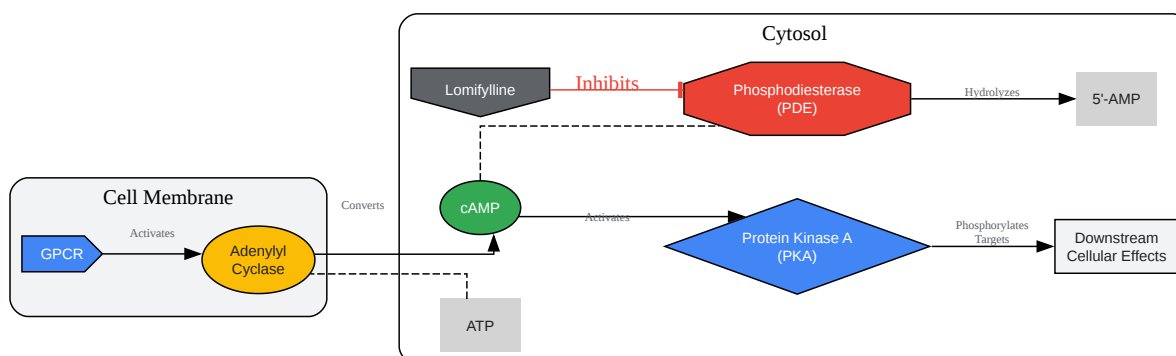 Cytosol
Lomifylline
Inhibits
Phosphodiesterase
(PDE)
Hydrolyzes
5'-AMP
Cell Membrane
Converts
cAMP
Activates
Protein Kinase A
(PKA)
Phosphorylates
Targets
Downstream
Cellular Effects
GPCR
Activates
Adenylyl
Cyclase
ATP